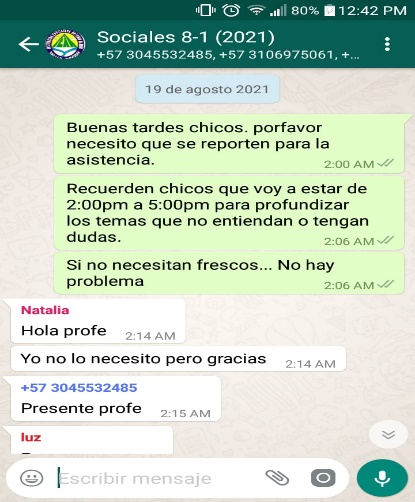 80% 12:42 PM
Sociales 8-1 (2021)
+57 3045532485, +57 3106975061, +...
19 de agosto 2021
Buenas tardes chicos. porfavor
necesito que se reporten para la
asistencia.
2:00 AM
Recuerden chicos que voy a estar de
2:00pm a 5:00pm para profundizar
los temas que no entiendan o tengan
dudas.
2:06 AM
Si no necesitan frescos... No hay
problema
2:06 AM
Natalia
Hola profe 2:14 AM
Yo no lo necesito pero gracias 2:14 AM
+57 3045532485
Presente profe 2:15 AM
luz
Escribir mensaje